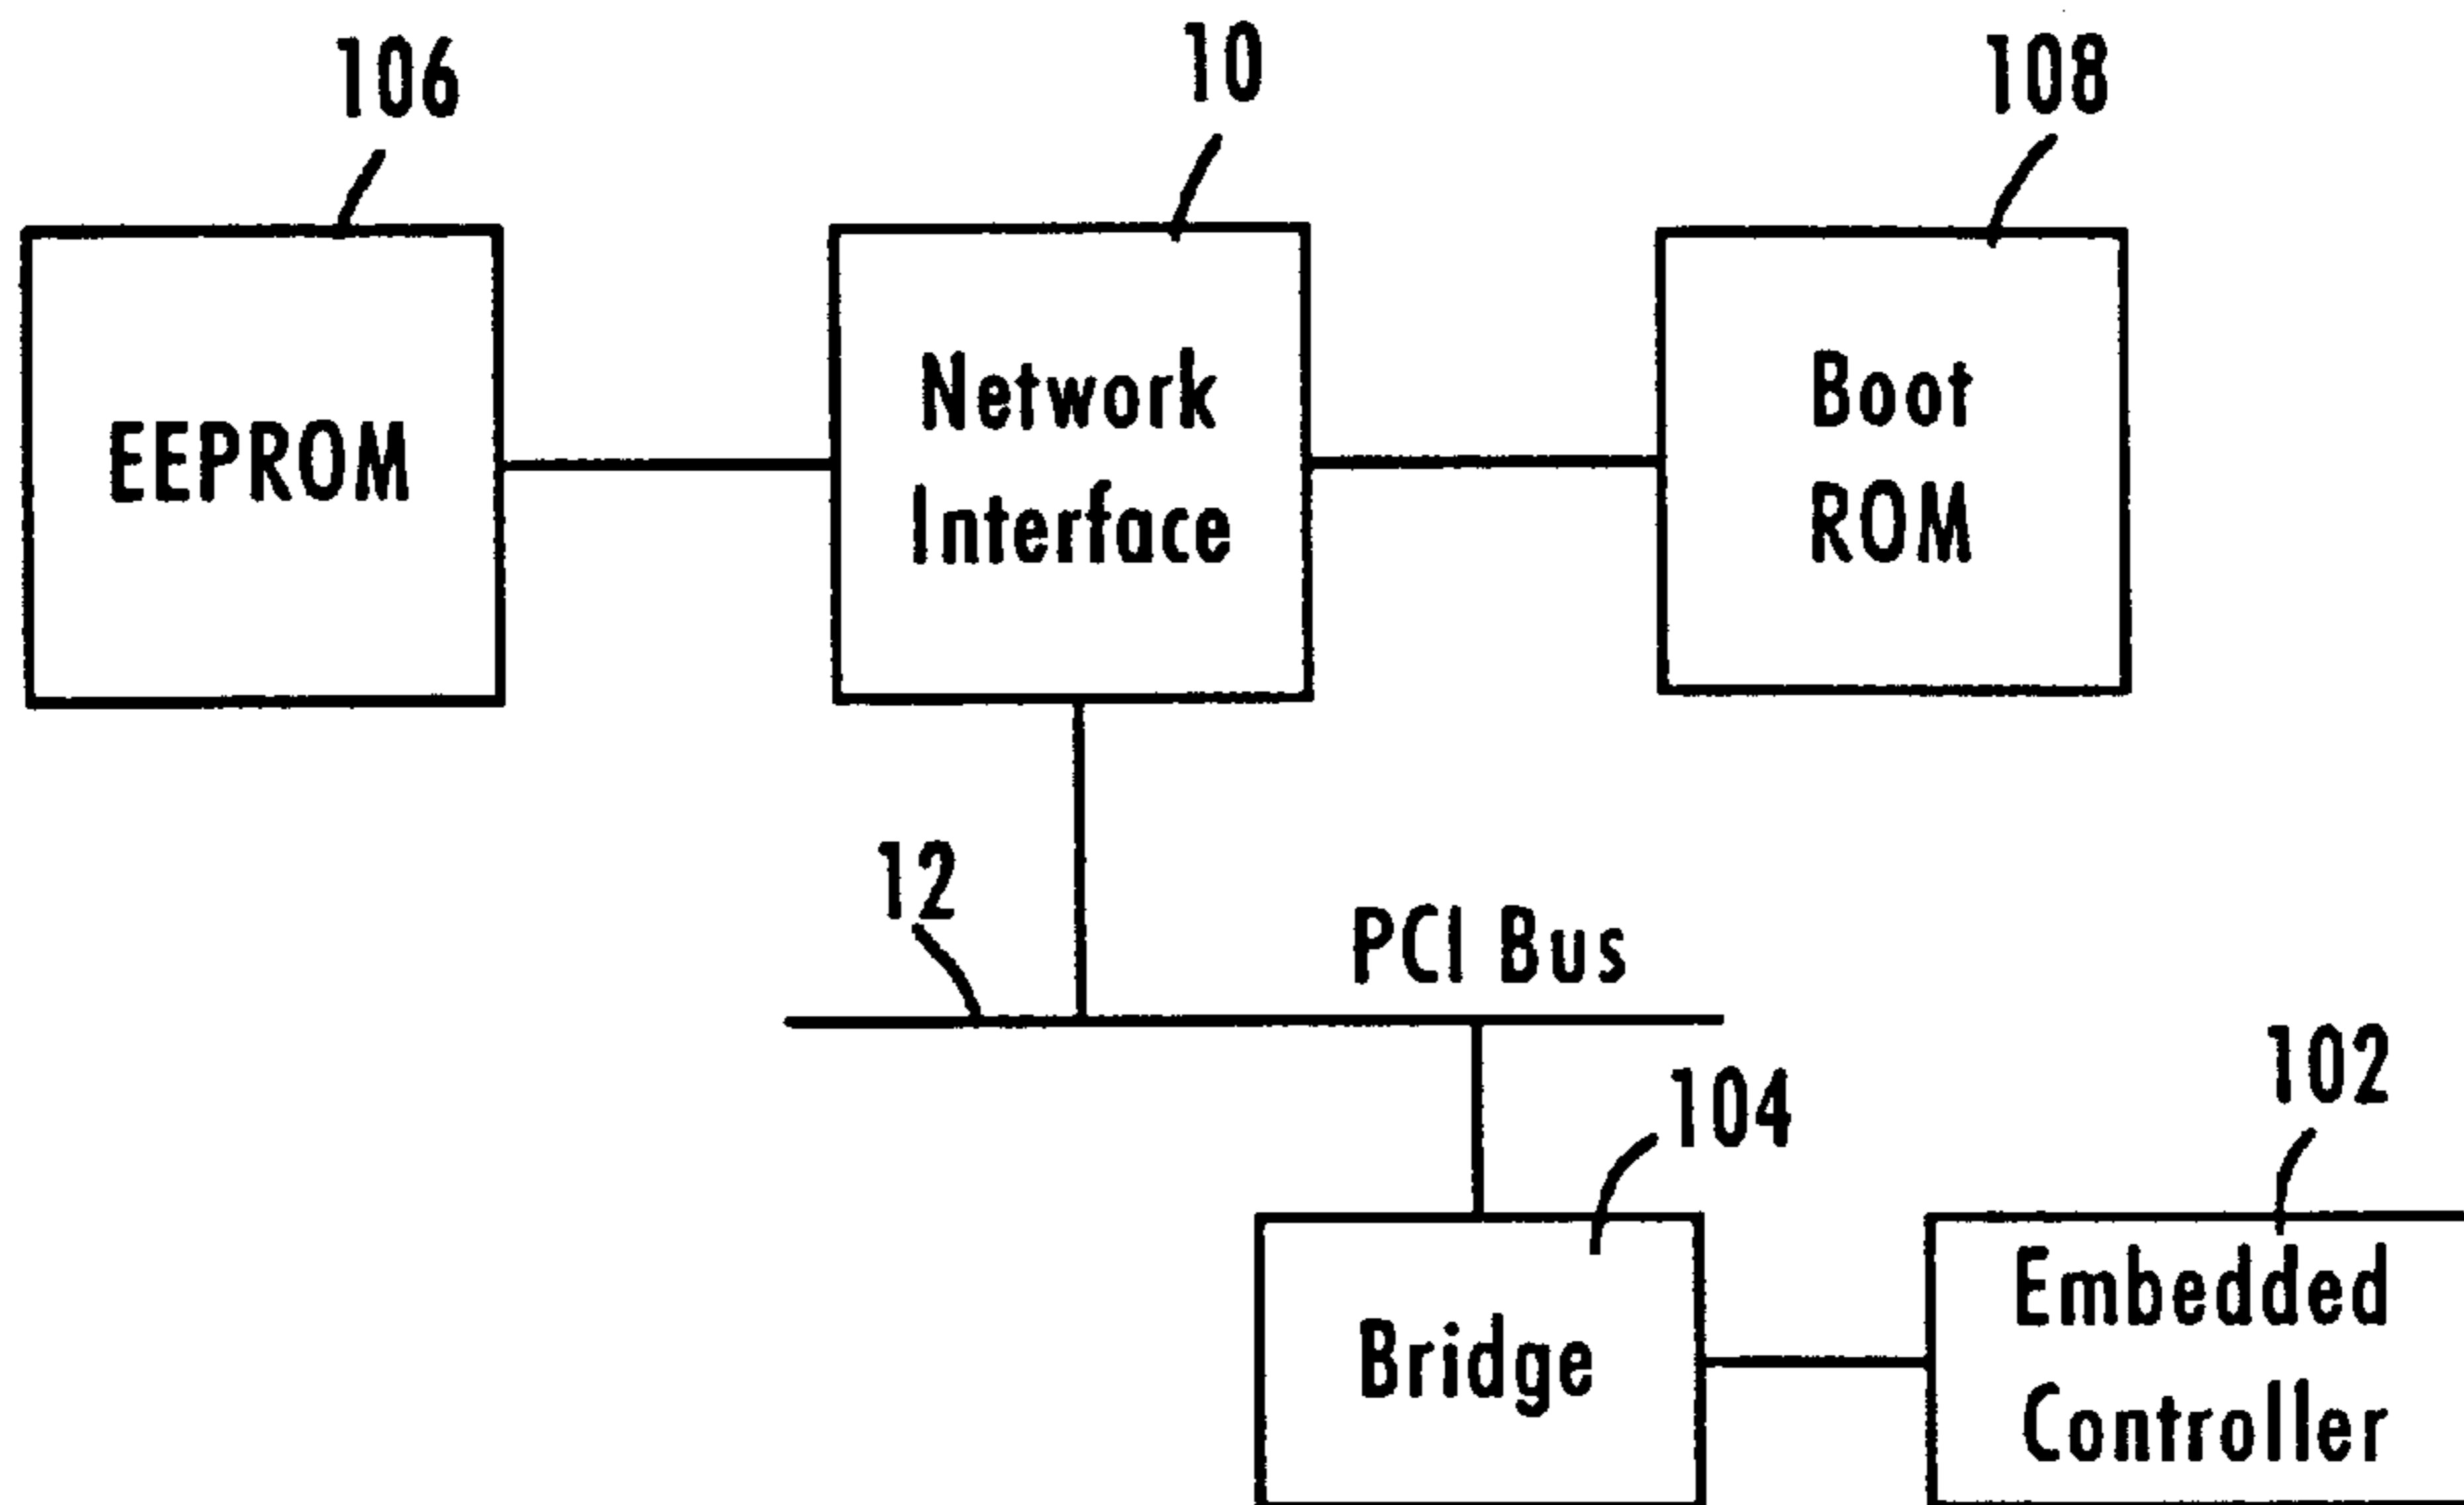 106
10
108
EEPROM
Network
Interface
Boot
ROM
12
PCI Bus
104
102
Bridge
Embedded
Controller